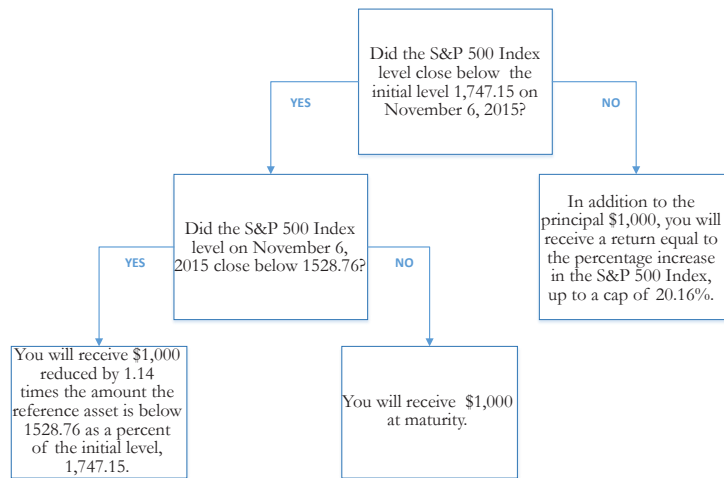 Did the S&P 500 Index
level close below the
initial level 1,747.15 on
November 6, 2015?
YES
NO
Did the S&P 500 Index
level on November 6,
2015 close below 1528.76?
In addition to the
principal $1,000, you will
receive a return equal to
the percentage increase
in the S&P 500 Index,
up to a cap of 20.16%.
YES
NO
You will receive $1,000
reduced by 1.14
times the amount the
reference asset is below
1528.76 as a percent
of the initial level,
1,747.15.
You will receive $1,000
at maturity.